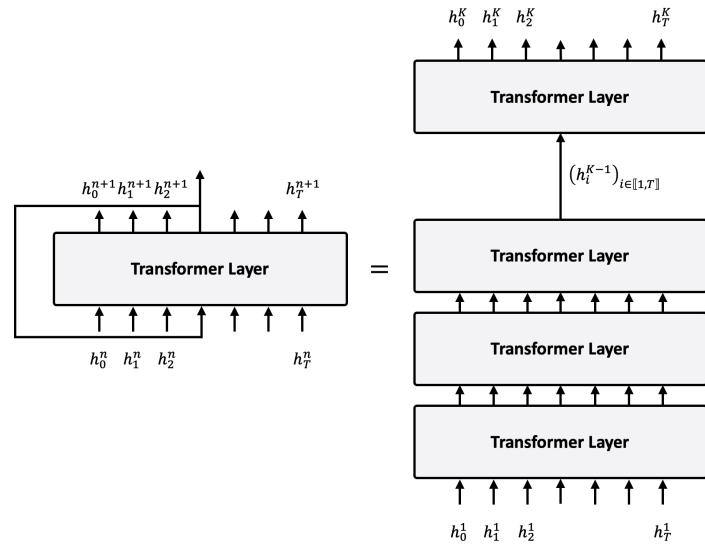 h_0^K h_1^K h_2^K h_T^K
Transformer Layer
(h_i^{K-1})_{i∈⟦1,T⟧}
h_0^{n+1} h_1^{n+1} h_2^{n+1} h_T^{n+1}
Transformer Layer
=
Transformer Layer
h_0^n h_1^n h_2^n h_T^n
Transformer Layer
Transformer Layer
h_0^1 h_1^1 h_2^1 h_T^1